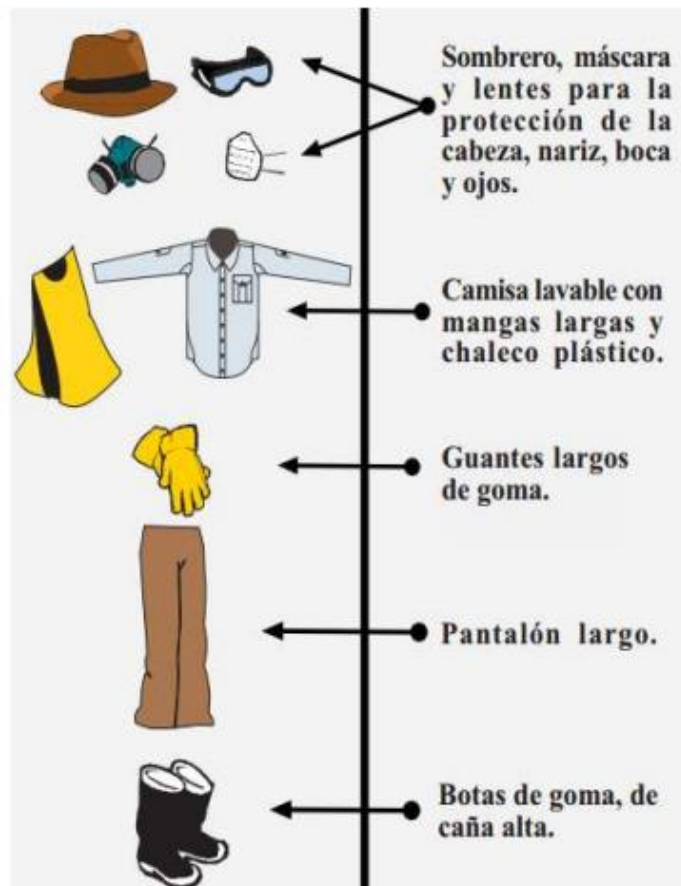 Sombrero, máscara
y lentes para la
protección de la
cabeza, nariz, boca
y ojos.
Camisa lavable con
mangas largas y
chaleco plástico.
Guantes largos
de goma.
Pantalón largo.
Botas de goma, de
caña alta.